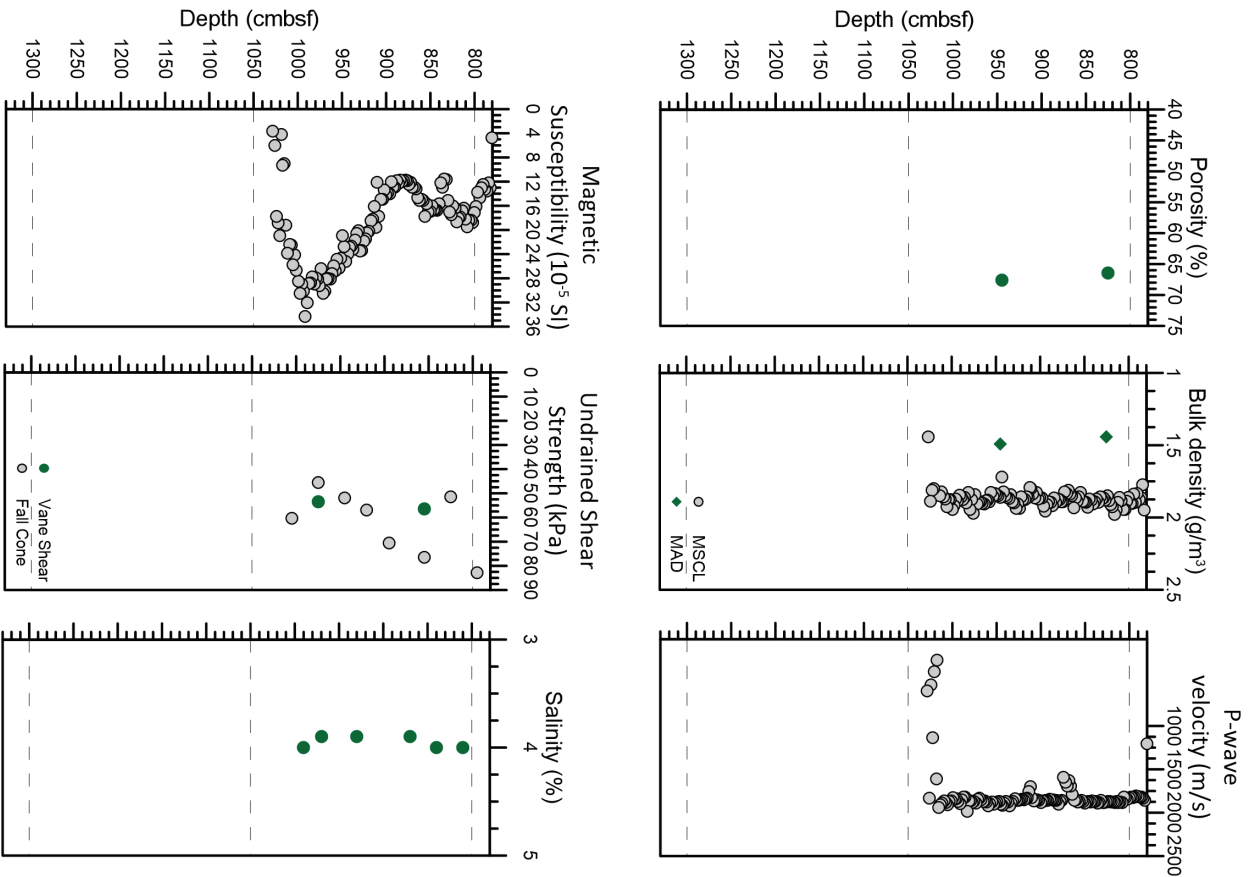 Depth (cmbsf)
1300 1250 1200 1150 1100 1050 1000 950 900 850 800
0 4 8 12 16 20 24 28 32 36
Magnetic
Susceptibility (10⁻⁵ SI)
0 10 20 30 40 50 60 70 80 90
Undrained Shear
Strength (kPa)
Vane Shear
Fall Cone
3 4 5
Salinity (%)
Depth (cmbsf)
1300 1250 1200 1150 1100 1050 1000 950 900 850 800
40 45 50 55 60 65 70 75
Porosity (%)
1 1.5 2 2.5
Bulk density (g/m³)
MSCL
MAD
1000 1500 2000 2500
P-wave
velocity (m/s)